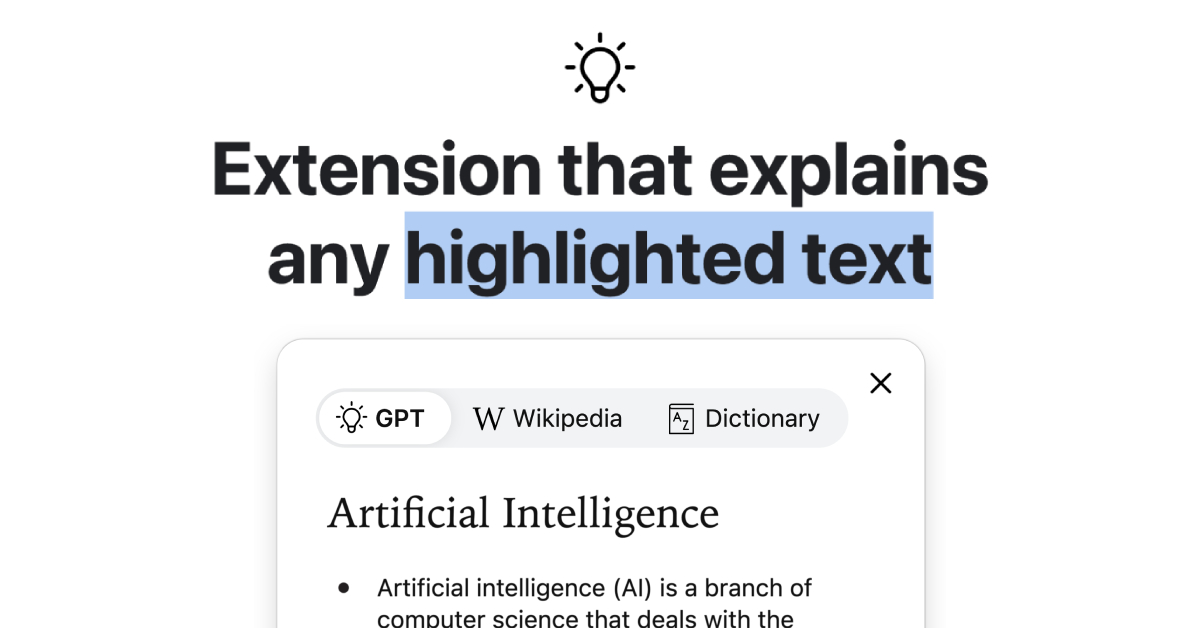 Extension that explains
any highlighted text
GPT W Wikipedia AZ Dictionary
Artificial Intelligence
• Artificial intelligence (AI) is a branch of
computer science that deals with the